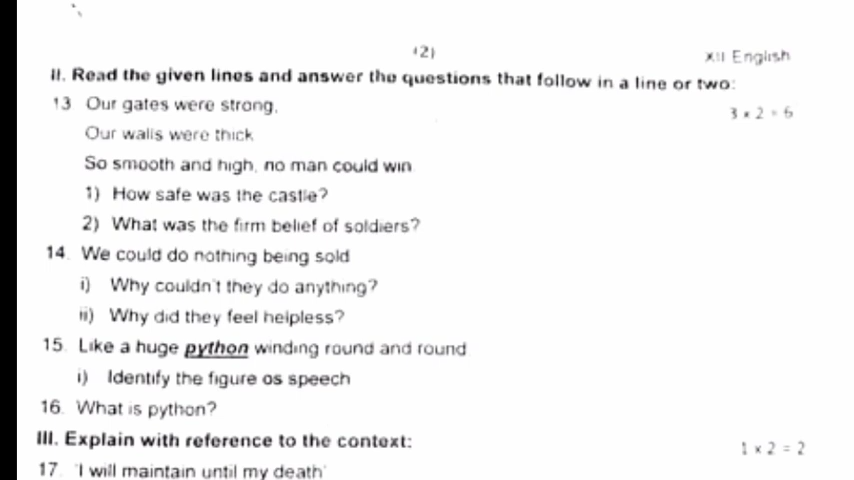 (2)
XII English
II. Read the given lines and answer the questions that follow in a line or two:
3 x 2 = 6
13 Our gates were strong,
Our walls were thick
So smooth and high, no man could win
1) How safe was the castle?
2) What was the firm belief of soldiers?
14. We could do nothing being sold
i) Why couldn't they do anything?
ii) Why did they feel helpless?
15. Like a huge python winding round and round
i) Identify the figure os speech
16. What is python?
III. Explain with reference to the context:
1 x 2 = 2
17. 'I will maintain until my death'